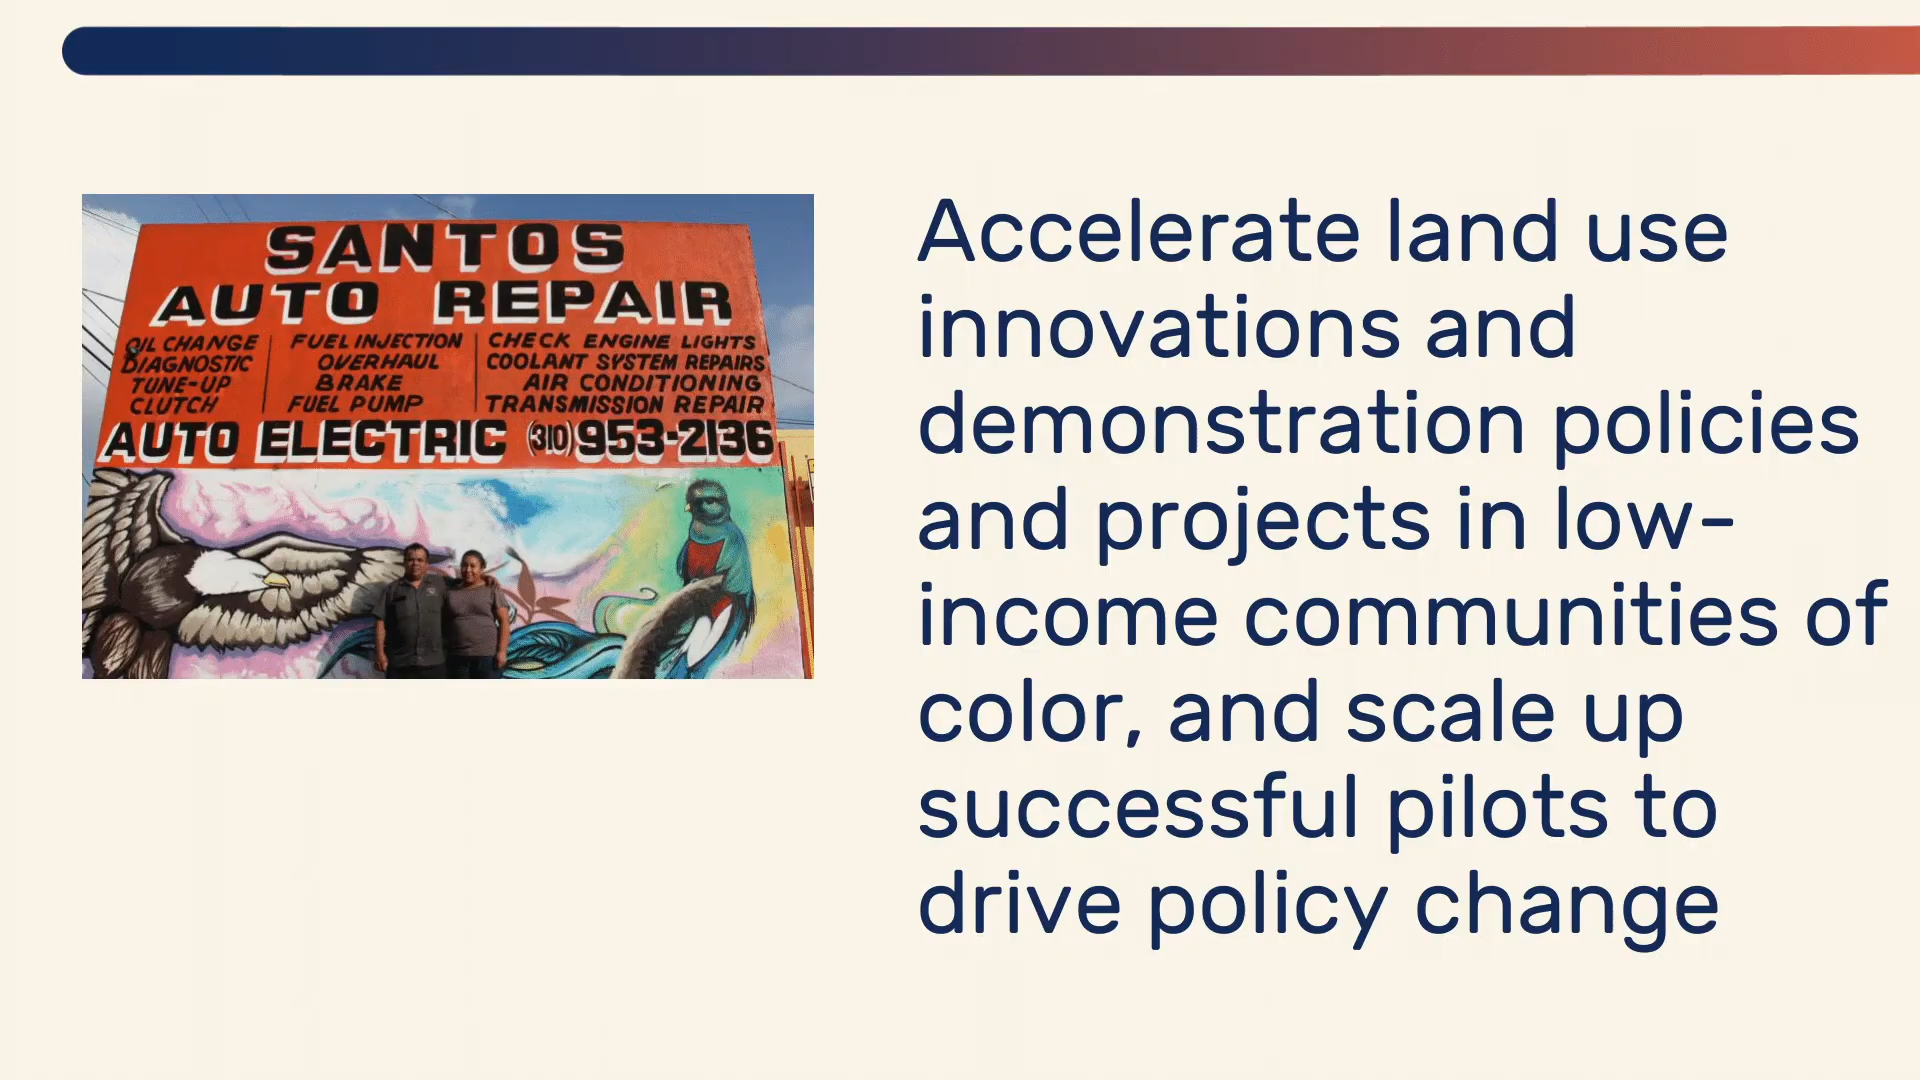 SANTOS
AUTO REPAIR
OIL CHANGE
DIAGNOSTIC
TUNE-UP
CLUTCH
FUEL INJECTION
OVERHAUL
BRAKE
FUEL PUMP
CHECK ENGINE LIGHTS
COOLANT SYSTEM REPAIRS
AIR CONDITIONING
TRANSMISSION REPAIR
AUTO ELECTRIC (310) 953-2136
Accelerate land use
innovations and
demonstration policies
and projects in low-
income communities of
color, and scale up
successful pilots to
drive policy change